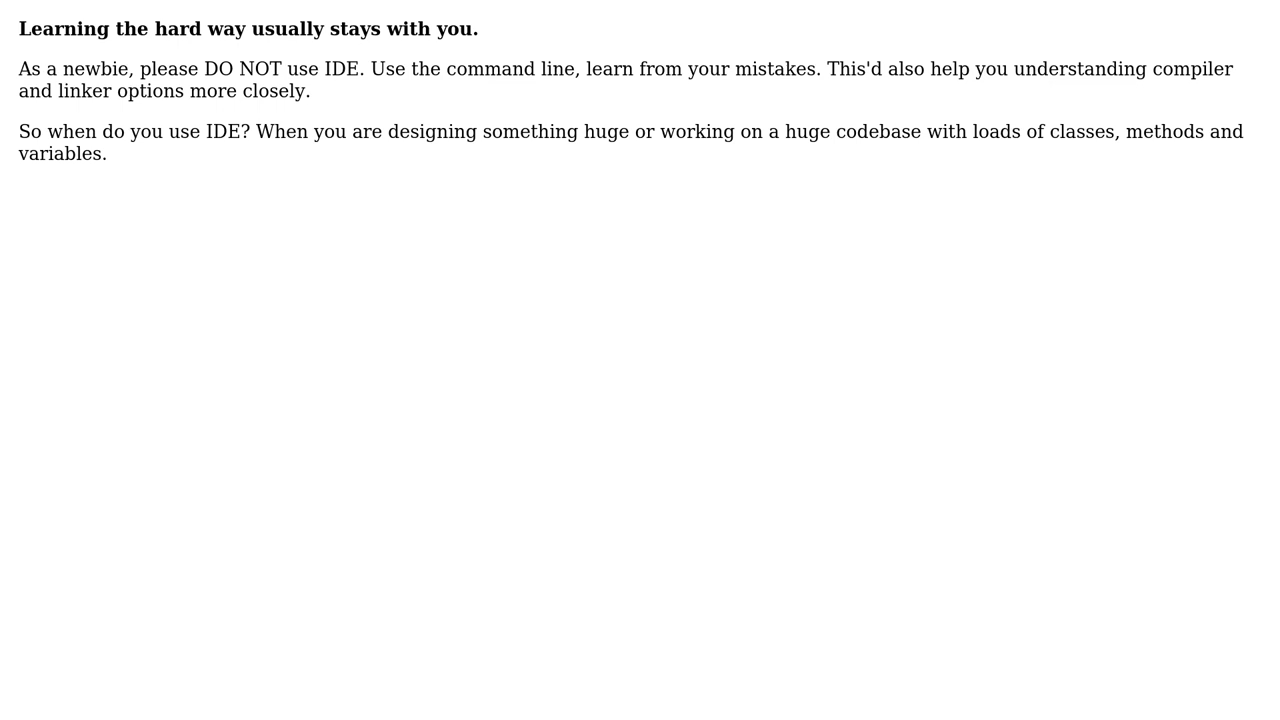 Learning the hard way usually stays with you.
As a newbie, please DO NOT use IDE. Use the command line, learn from your mistakes. This'd also help you understanding compiler
and linker options more closely.
So when do you use IDE? When you are designing something huge or working on a huge codebase with loads of classes, methods and
variables.